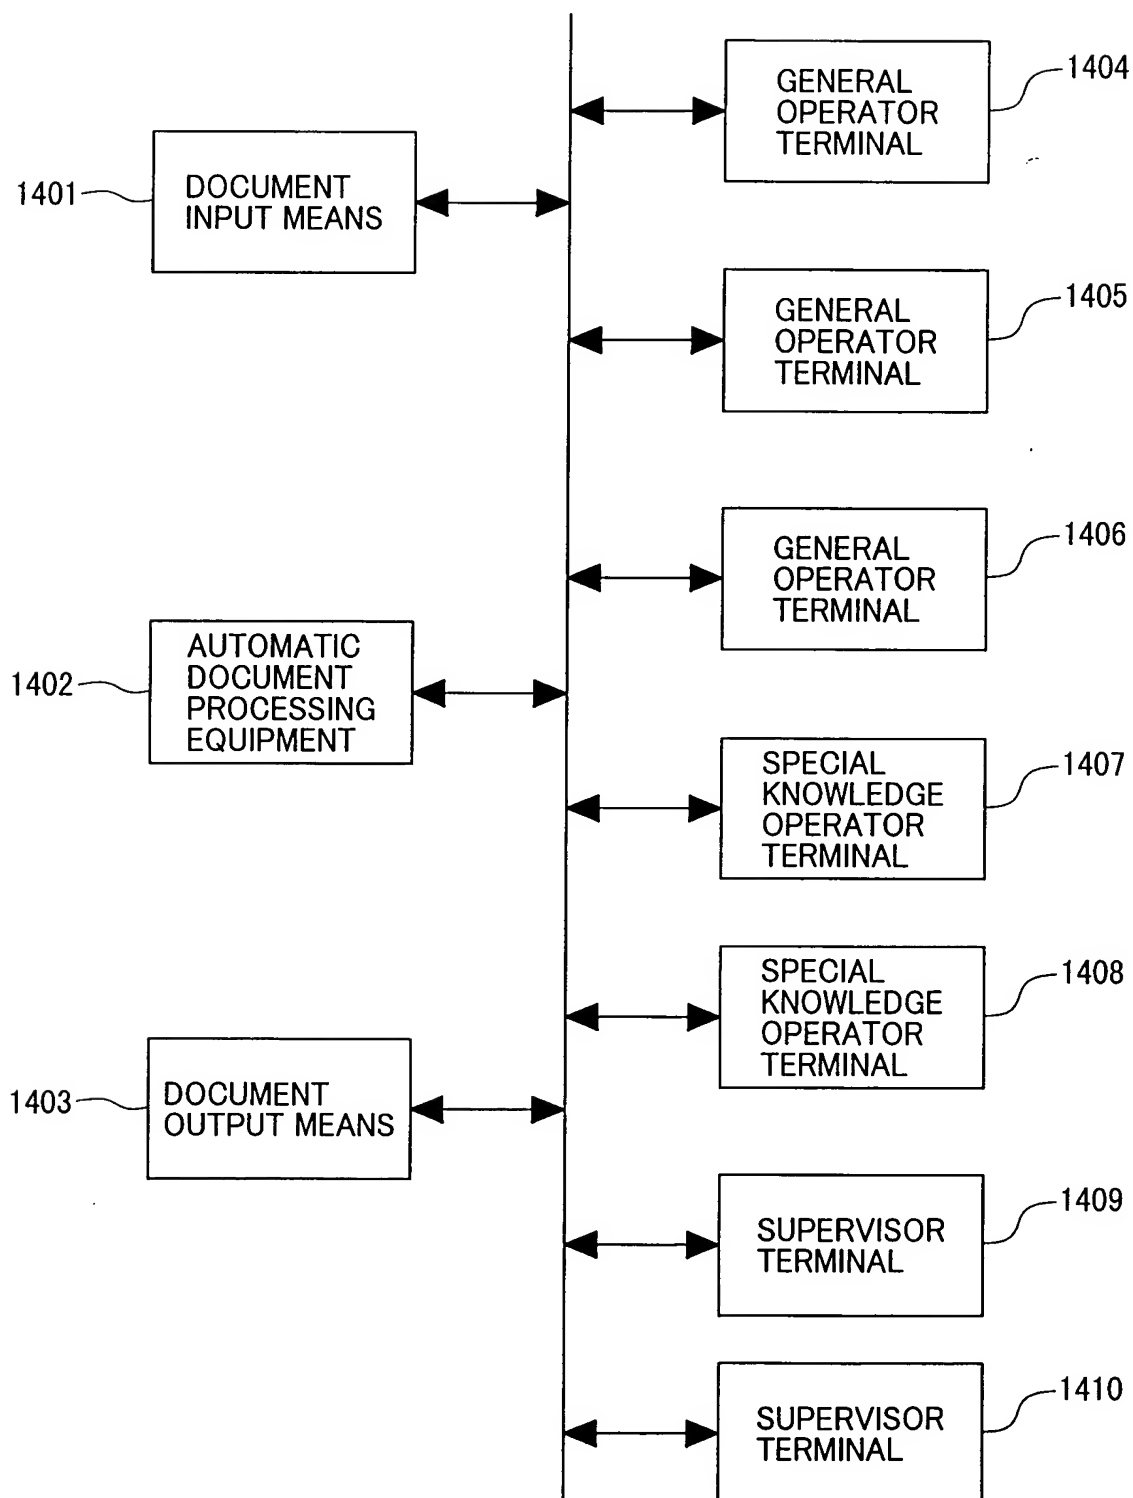 1401
DOCUMENT
INPUT MEANS
1402
AUTOMATIC
DOCUMENT
PROCESSING
EQUIPMENT
1403
DOCUMENT
OUTPUT MEANS
GENERAL
OPERATOR
TERMINAL
1404
GENERAL
OPERATOR
TERMINAL
1405
GENERAL
OPERATOR
TERMINAL
1406
SPECIAL
KNOWLEDGE
OPERATOR
TERMINAL
1407
SPECIAL
KNOWLEDGE
OPERATOR
TERMINAL
1408
SUPERVISOR
TERMINAL
1409
SUPERVISOR
TERMINAL
1410